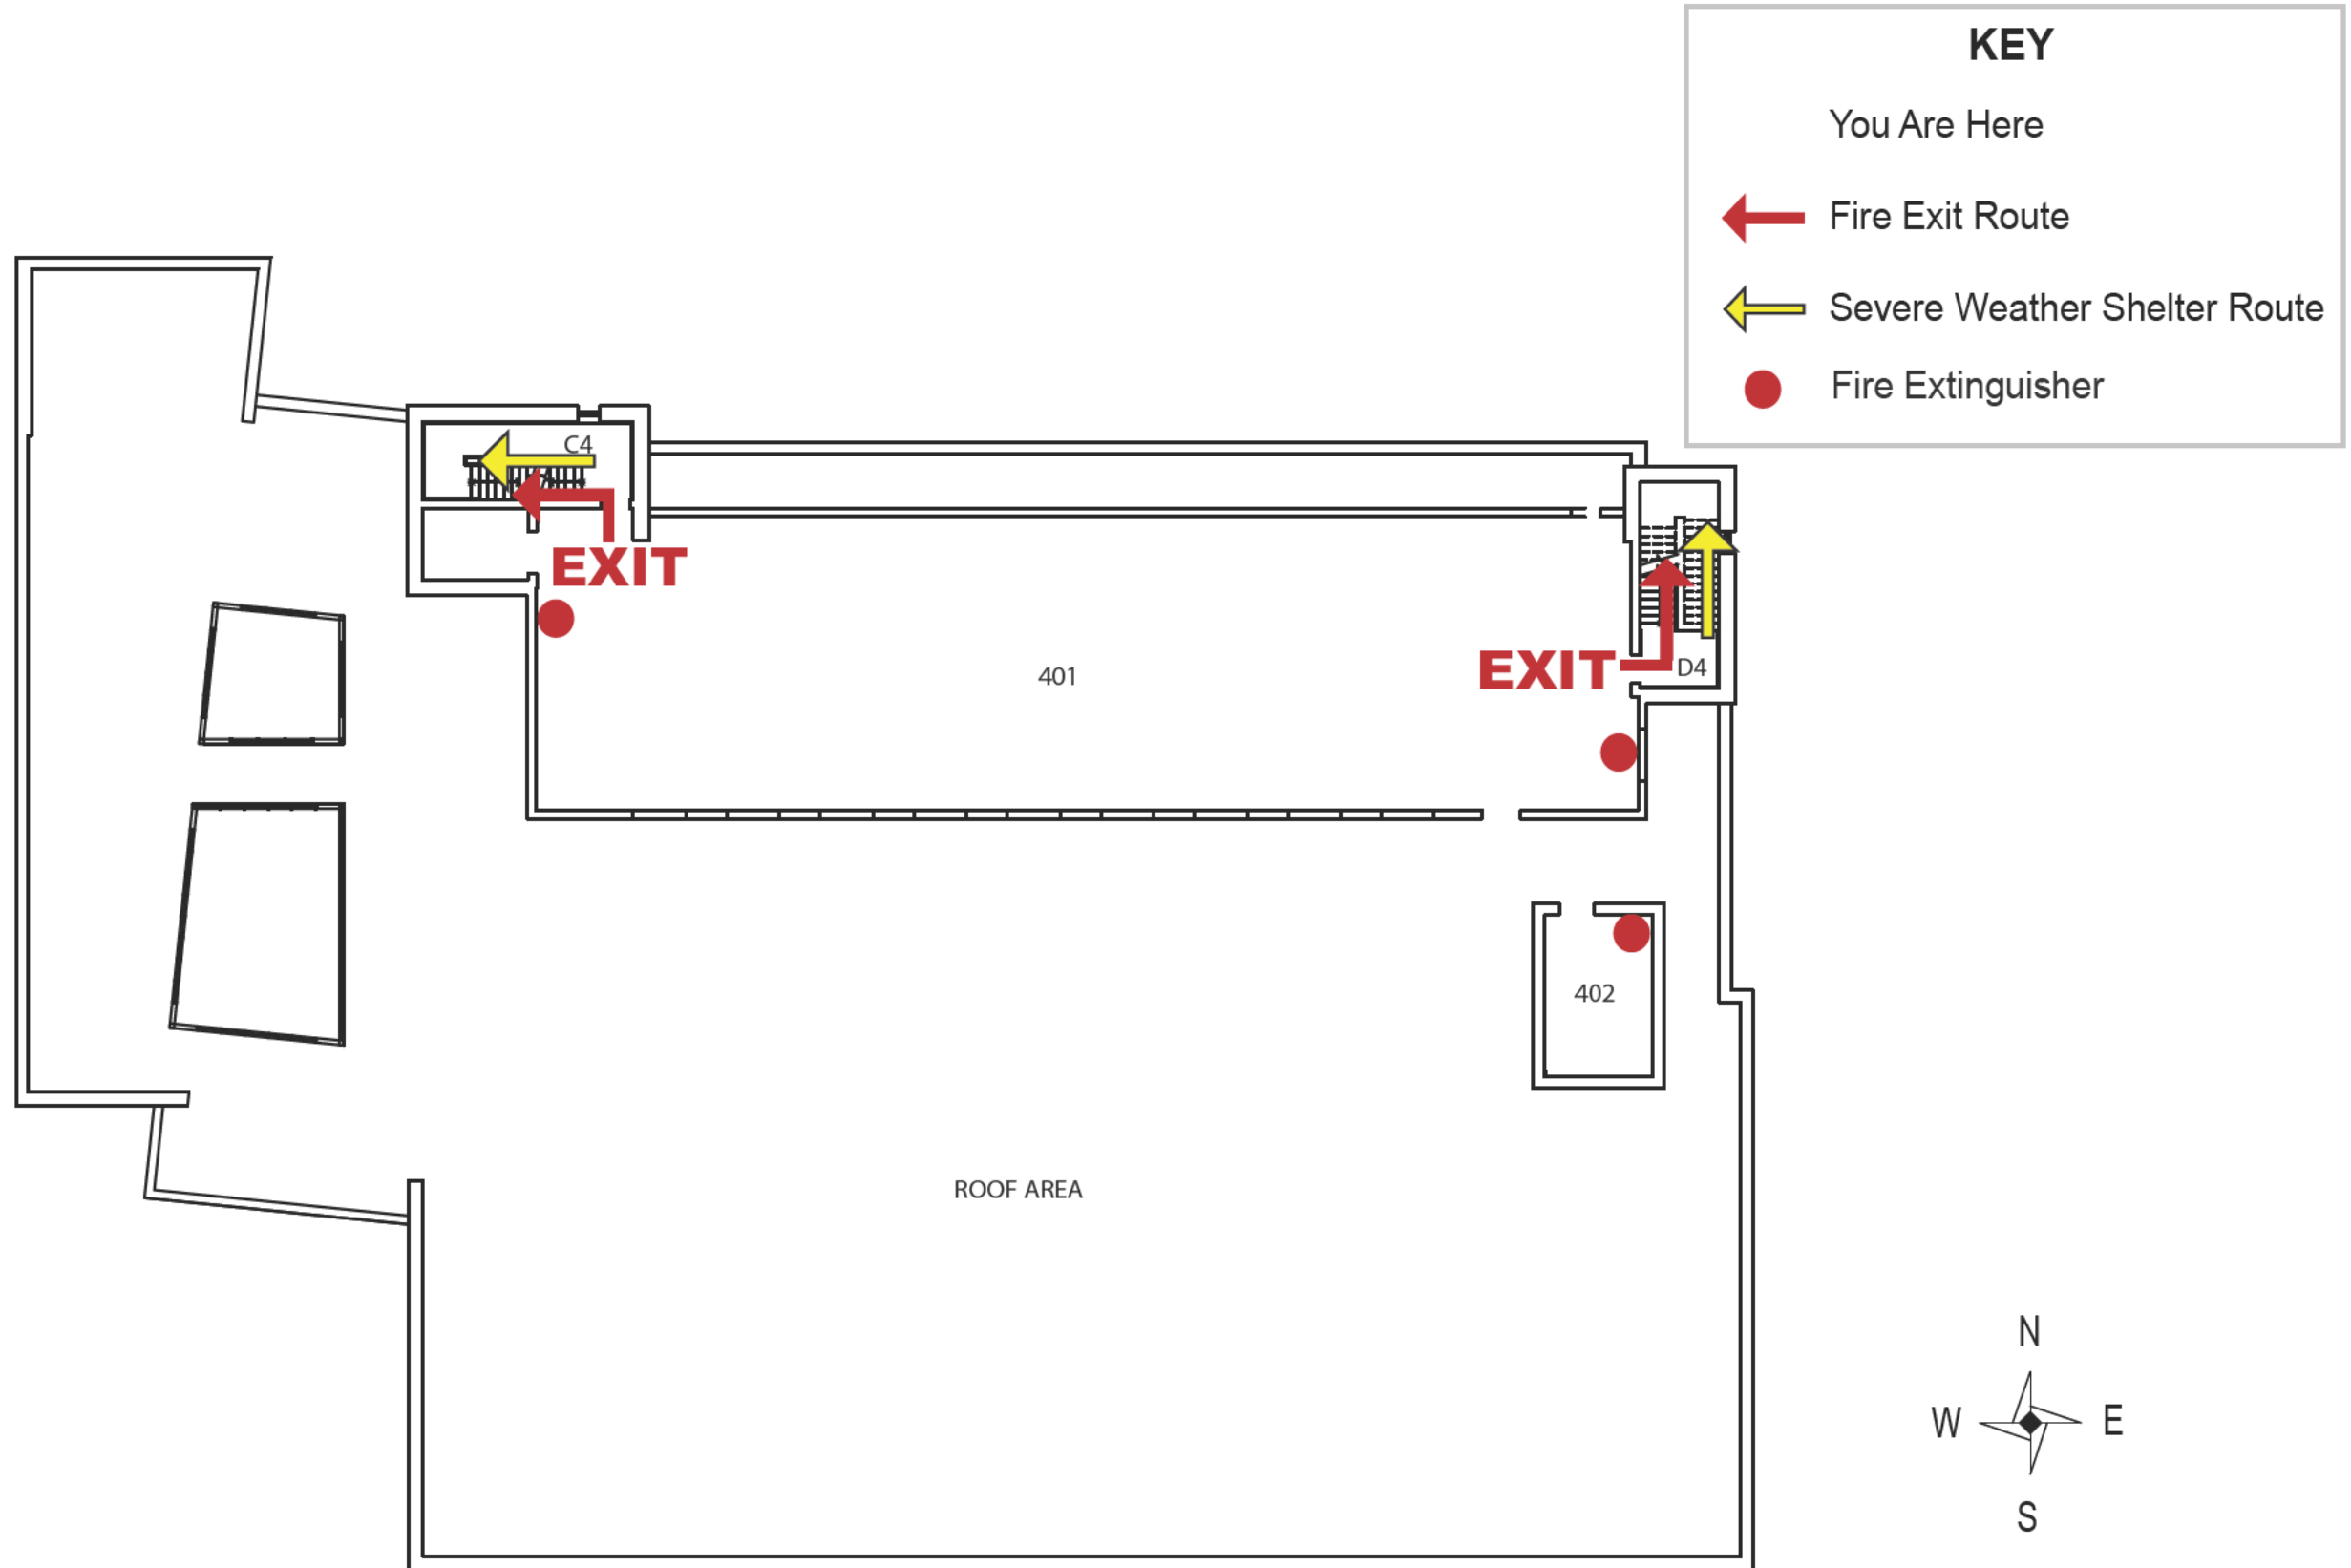 KEY
You Are Here
Fire Exit Route
Severe Weather Shelter Route
Fire Extinguisher
C4
EXIT
401
EXIT
D4
402
ROOF AREA
N
W
E
S